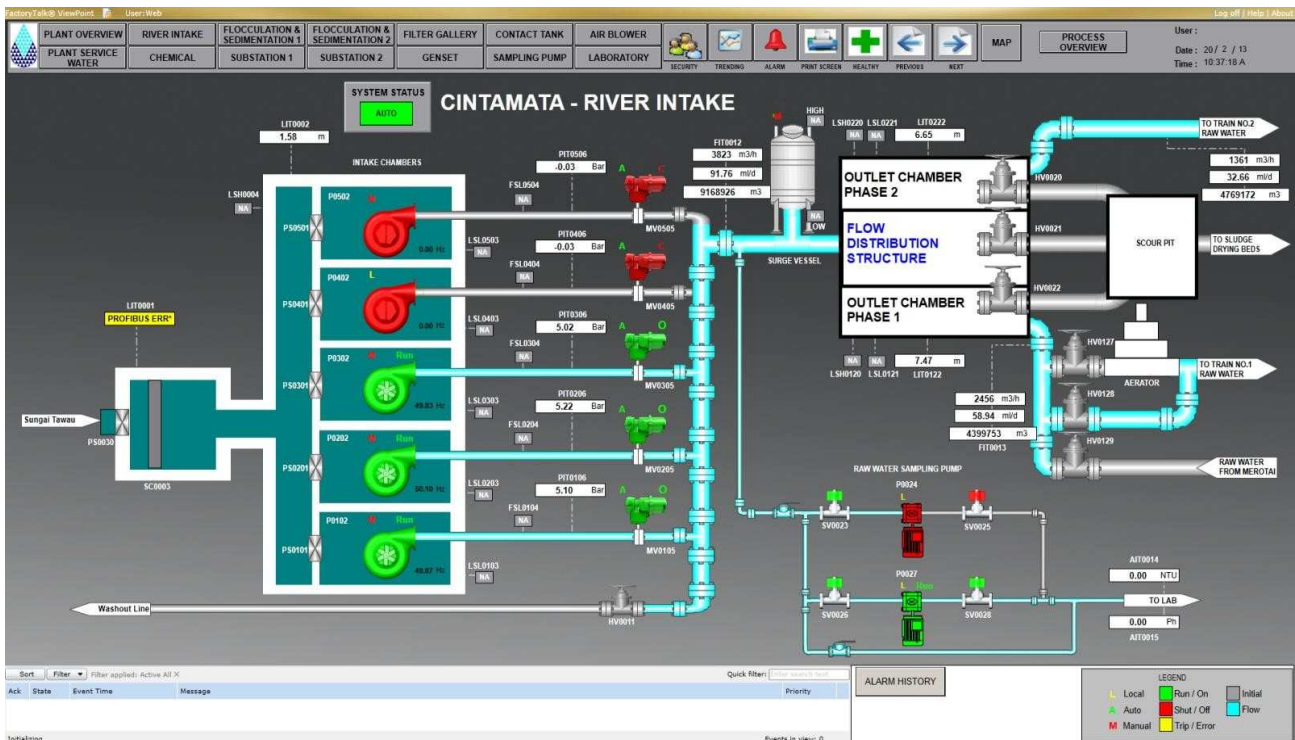 FactoryTalk® ViewPoint User:Web Log off | Help | About
PLANT OVERVIEW
RIVER INTAKE
FLOCCULATION &
SEDIMENTATION 1
FLOCCULATION &
SEDIMENTATION 2
FILTER GALLERY
CONTACT TANK
AIR BLOWER
PLANT SERVICE
WATER
CHEMICAL
SUBSTATION 1
SUBSTATION 2
GENSET
SAMPLING PUMP
LABORATORY
SECURITY
TRENDING
ALARM
PRINT SCREEN
HEALTHY
PREVIOUS
NEXT
MAP
PROCESS
OVERVIEW
User :
Date : 20/ 2 / 13
Time : 10:37:18 A
SYSTEM STATUS
AUTO
CINTAMATA - RIVER INTAKE
LIT0002
1.58 m
INTAKE CHAMBERS
LSH0004
NA
LIT0001
PROFIBUS ERR*
Sungai Tawau
PS0030
SC0003
PS0501
P0502
M
0.00 Hz
LSL0503
NA
FSL0504
NA
PIT0506
-0.03 Bar
A C
MV0505
PS0401
P0402
L
0.00 Hz
LSL0403
NA
FSL0404
NA
PIT0406
-0.03 Bar
A C
MV0405
PS0301
P0302
M Run
49.83 Hz
LSL0303
NA
FSL0304
NA
PIT0306
5.02 Bar
A O
MV0305
PS0201
P0202
M Run
50.10 Hz
LSL0203
NA
FSL0204
NA
PIT0206
5.22 Bar
A O
MV0205
PS0101
P0102
M Run
49.87 Hz
LSL0103
NA
FSL0104
NA
PIT0106
5.10 Bar
A O
MV0105
Washout Line
HV0011
FIT0012
3823 m3/h
91.76 ml/d
9168926 m3
HIGH
NA
NA
LOW
SURGE VESSEL
LSH0220 LSL0221
NA NA
LIT0222
6.65 m
OUTLET CHAMBER
PHASE 2
FLOW
DISTRIBUTION
STRUCTURE
OUTLET CHAMBER
PHASE 1
HV0020
HV0021
HV0022
NA NA
LSH0120 LSL0121
7.47 m
LIT0122
TO TRAIN NO.2
RAW WATER
1361 m3/h
32.66 ml/d
4769172 m3
SCOUR PIT
TO SLUDGE
DRYING BEDS
HV0127
AERATOR
TO TRAIN NO.1
RAW WATER
HV0128
HV0129
RAW WATER
FROM MEROTAI
2456 m3/h
58.94 ml/d
4399753 m3
FIT0013
RAW WATER SAMPLING PUMP
P0024
L
SV0023
SV0025
P0027
L Run
SV0026
SV0028
AIT0014
0.00 NTU
TO LAB
0.00 Ph
AIT0015
Sort Filter Filter applied: Active All X Quick filter: Enter search text
Ack State Event Time Message Priority
Initializing Events in view: 0
ALARM HISTORY
LEGEND
L Local Run / On Initial
A Auto Shut / Off Flow
M Manual Trip / Error